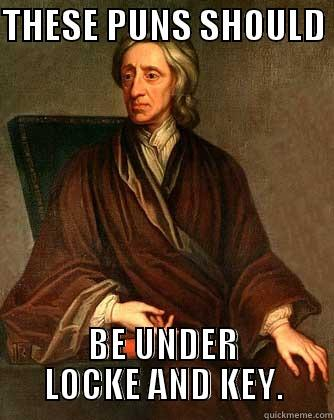 THESE PUNS SHOULD
BE UNDER
LOCKE AND KEY.
quickmeme.com